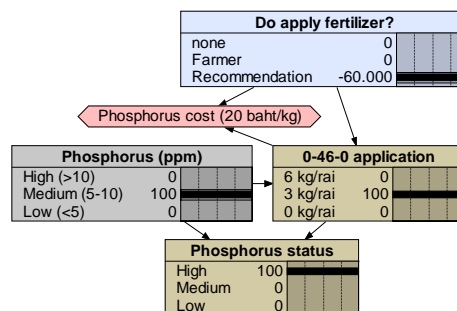 Do apply fertilizer?
none 0
Farmer 0
Recommendation -60.000
Phosphorus cost (20 baht/kg)
Phosphorus (ppm)
High (>10) 0
Medium (5-10) 100
Low (<5) 0
0-46-0 application
6 kg/rai 0
3 kg/rai 100
0 kg/rai 0
Phosphorus status
High 100
Medium 0
Low 0